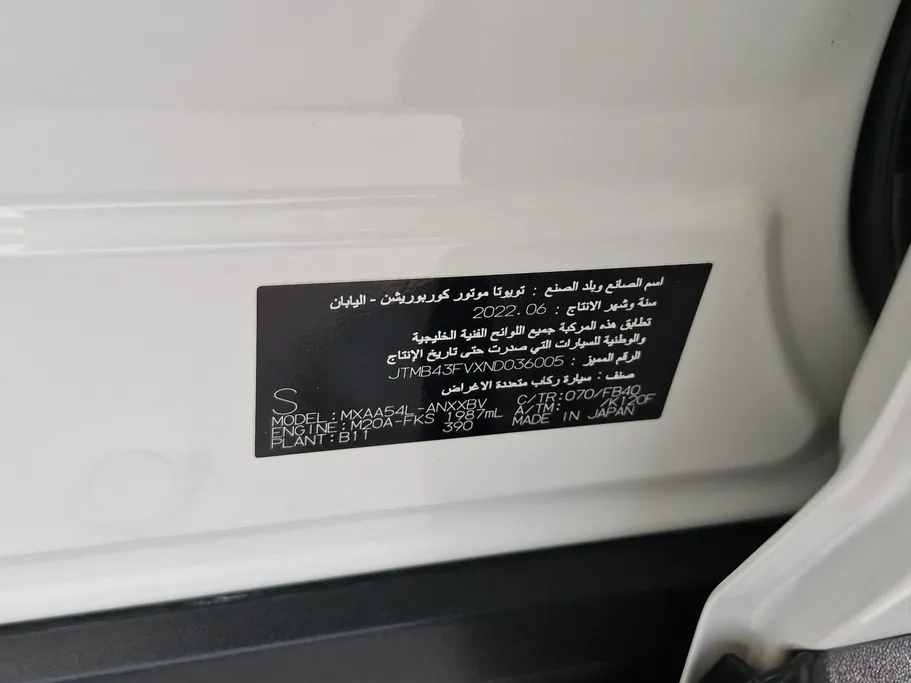 اسم الصانع وبلد الصنع : تويوتا موتور كوربوريشن - اليابان
سنة وشهر الانتاج : 2022.06
تطابق هذه المركبة جميع اللوائح الفنية الخليجية
والوطنية للسيارات التي صدرت حتى تاريخ الإنتاج
الرقم المميز : JTMB43FVXND036005
صنف : سيارة ركاب متعددة الاغراض
S
MODEL:MXAA54L-ANXXBV C/TR:070/FB40
ENGINE:M20A-FKS 1987mL A/TM: /K120F
PLANT:B11 390 MADE IN JAPAN